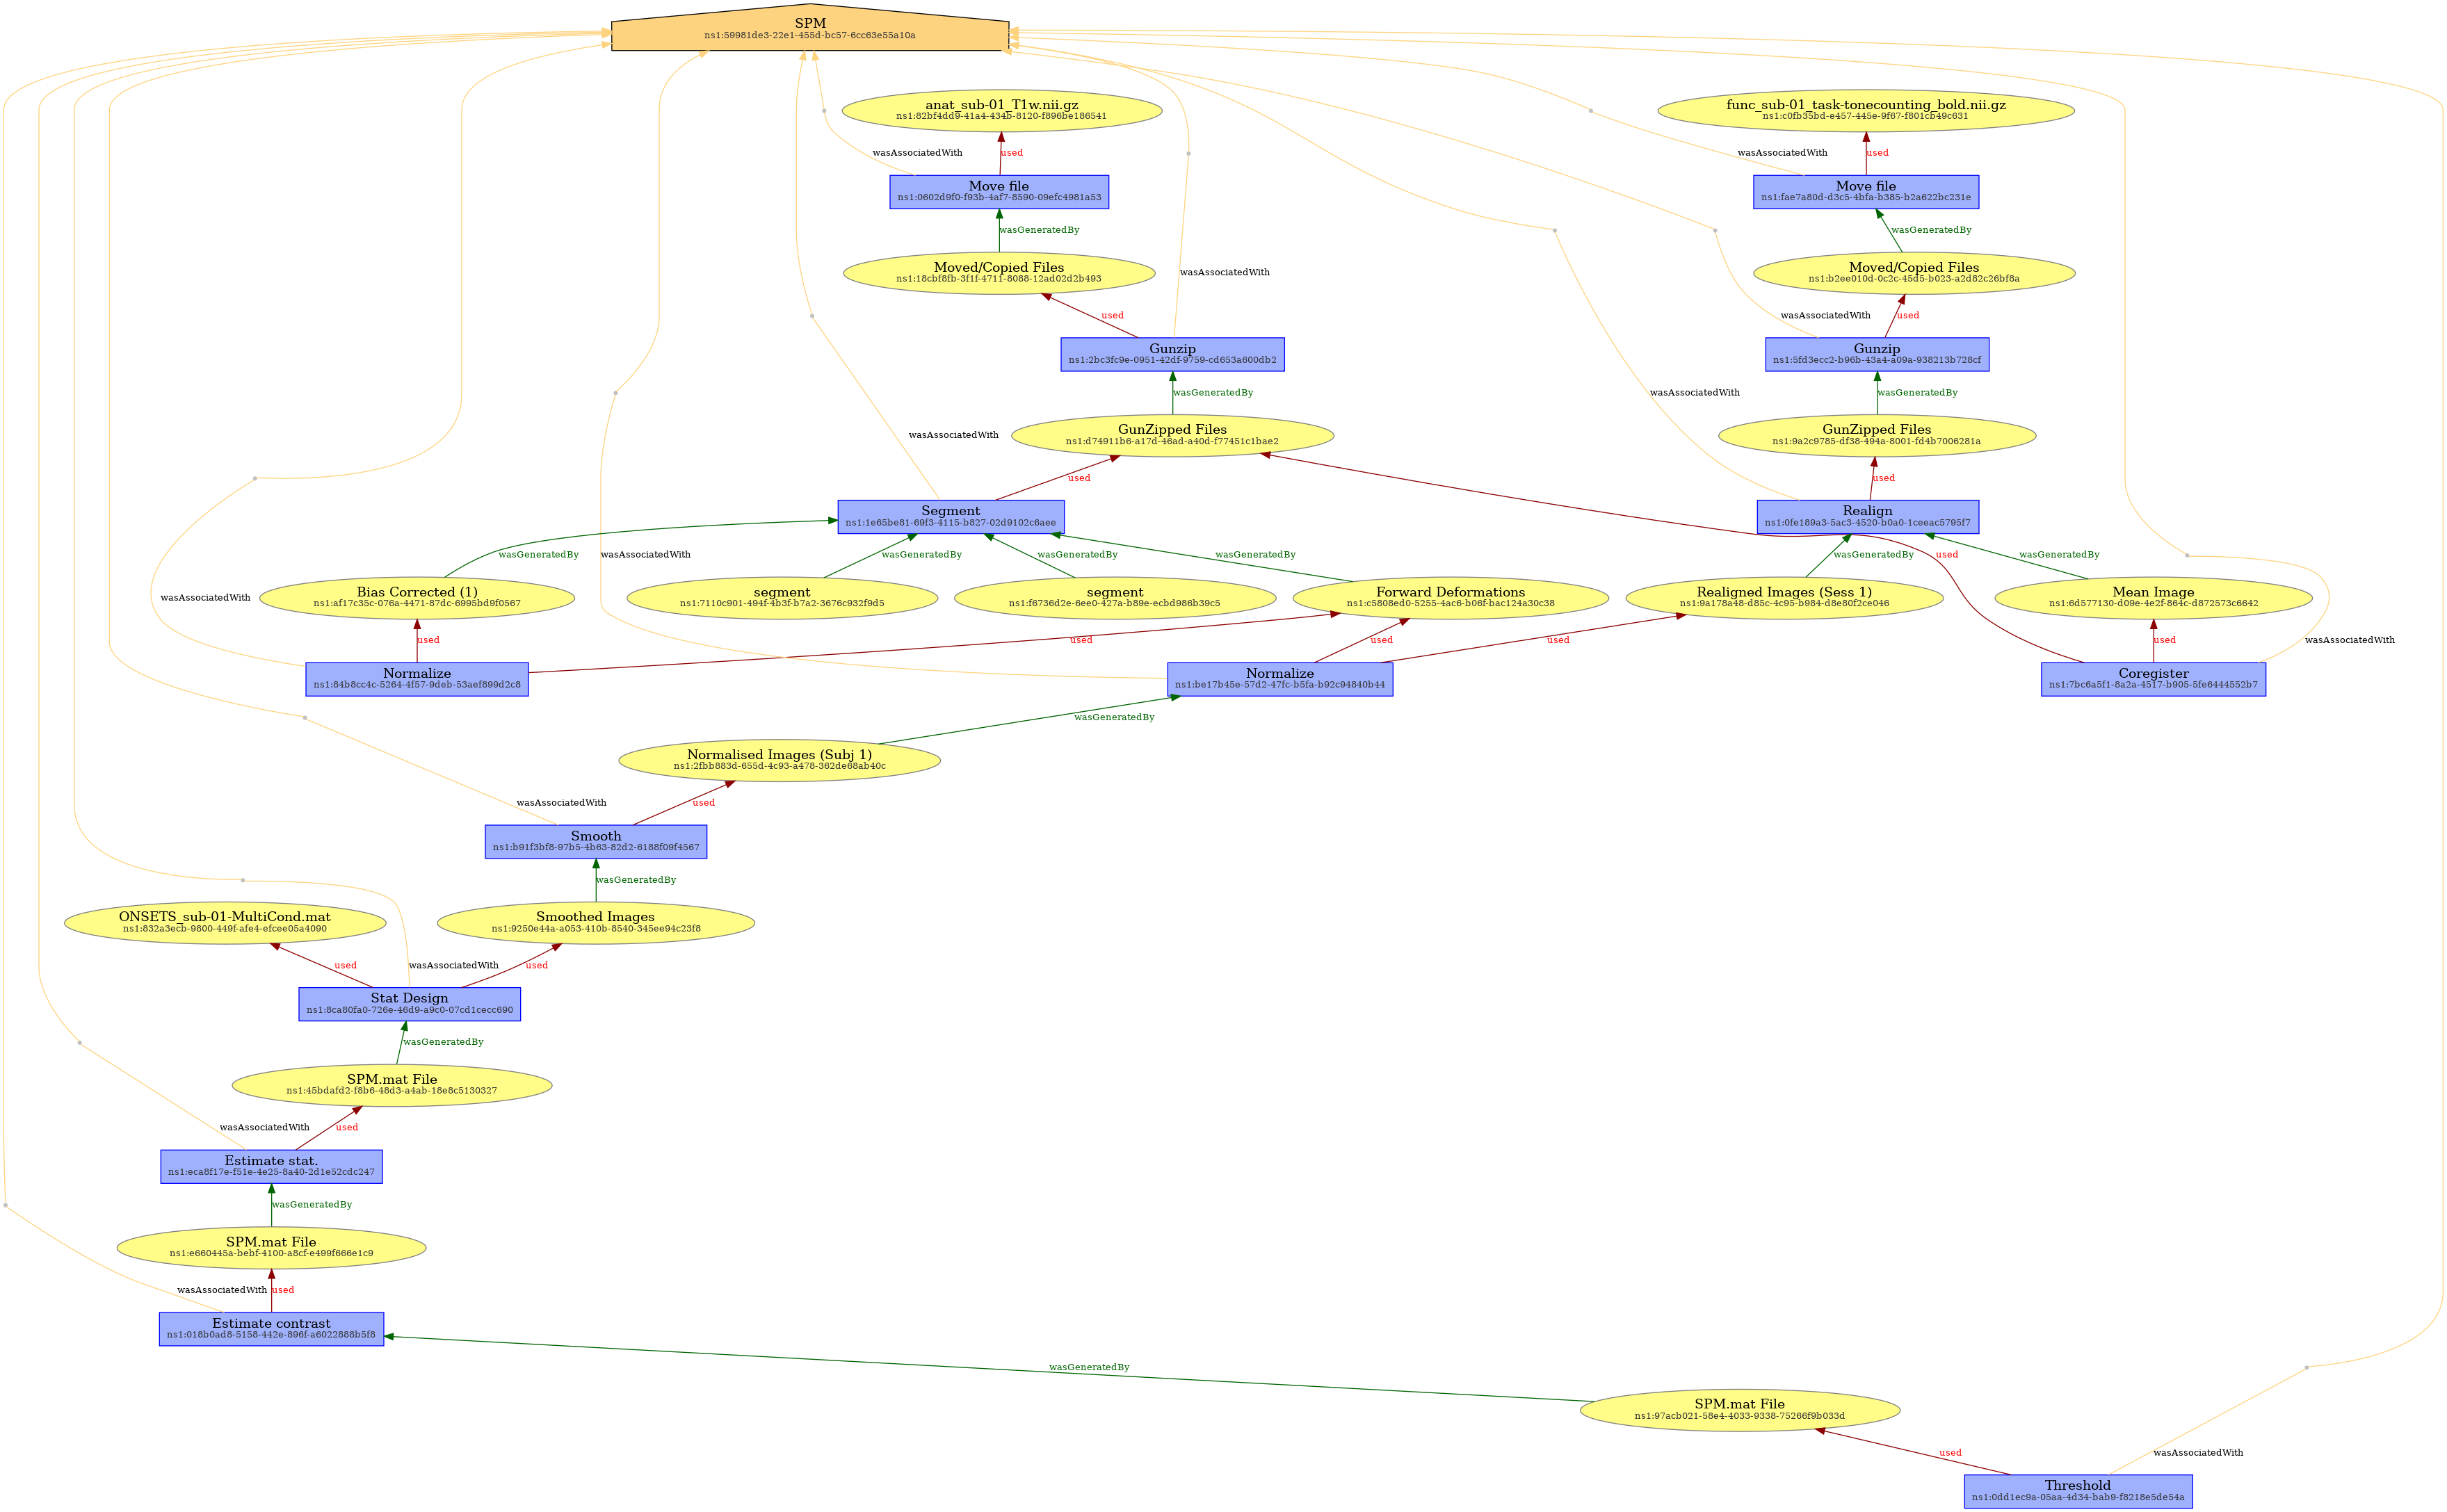 SPM
ns1:59981de3-22e1-455d-bc57-6cc63e55a10a
anat_sub-01_T1w.nii.gz
ns1:82bf4dd9-41a4-434b-8120-f896be186541
func_sub-01_task-tonecounting_bold.nii.gz
ns1:c0fb35bd-e457-445e-9f67-f801cb49c631
wasAssociatedWith
used
wasAssociatedWith
used
Move file
ns1:0602d9f0-f93b-4af7-8590-09efc4981a53
Move file
ns1:fae7a80d-d3c5-4bfa-b385-b2a622bc231e
wasGeneratedBy
wasGeneratedBy
Moved/Copied Files
ns1:18cbf8fb-3f1f-4711-8088-12ad02d2b493
wasAssociatedWith
Moved/Copied Files
ns1:b2ee010d-0c2c-45d5-b023-a2d82c26bf8a
used
wasAssociatedWith
used
Gunzip
ns1:2bc3fc9e-0951-42df-9759-cd653a600db2
Gunzip
ns1:5fd3ecc2-b96b-43a4-a09a-938213b728cf
wasGeneratedBy
wasAssociatedWith
wasGeneratedBy
GunZipped Files
ns1:d74911b6-a17d-46ad-a40d-f77451c1bae2
GunZipped Files
ns1:9a2c9785-df38-494a-8001-fd4b7006281a
wasAssociatedWith
used
used
Segment
ns1:1e65be81-69f3-4115-b827-02d9102c6aee
Realign
ns1:0fe189a3-5ac3-4520-b0a0-1ceeac5795f7
wasGeneratedBy
wasAssociatedWith
wasGeneratedBy
wasGeneratedBy
wasGeneratedBy
wasGeneratedBy
used
wasGeneratedBy
Bias Corrected (1)
ns1:af17c35c-076a-4471-87dc-6995bd9f0567
segment
ns1:7110c901-494f-4b3f-b7a2-3676c932f9d5
segment
ns1:f6736d2e-6ee0-427a-b89e-ecbd986b39c5
Forward Deformations
ns1:c5808ed0-5255-4ac6-b06f-bac124a30c38
Realigned Images (Sess 1)
ns1:9a178a48-d85c-4c95-b984-d8e80f2ce046
Mean Image
ns1:6d577130-d09e-4e2f-864c-d872573c6642
wasAssociatedWith
used
used
used
used
used
wasAssociatedWith
Normalize
ns1:84b8cc4c-5264-4f57-9deb-53aef899d2c8
Normalize
ns1:be17b45e-57d2-47fc-b5fa-b92c94840b44
Coregister
ns1:7bc6a5f1-8a2a-4517-b905-5fe6444552b7
wasGeneratedBy
Normalised Images (Subj 1)
ns1:2fbb883d-655d-4c93-a478-362de68ab40c
wasAssociatedWith
used
Smooth
ns1:b91f3bf8-97b5-4b63-82d2-6188f09f4567
wasGeneratedBy
ONSETS_sub-01-MultiCond.mat
ns1:832a3ecb-9800-449f-afe4-efcee05a4090
Smoothed Images
ns1:9250e44a-a053-410b-8540-345ee94c23f8
used
wasAssociatedWith
used
Stat Design
ns1:8ca80fa0-726e-46d9-a9c0-07cd1cecc690
wasGeneratedBy
SPM.mat File
ns1:45bdafd2-f8b6-48d3-a4ab-18e8c5130327
wasAssociatedWith
used
Estimate stat.
ns1:eca8f17e-f51e-4e25-8a40-2d1e52cdc247
wasGeneratedBy
SPM.mat File
ns1:e660445a-bebf-4100-a8cf-e499f666e1c9
wasAssociatedWith
used
Estimate contrast
ns1:018b0ad8-5158-442e-896f-a6022888b5f8
wasGeneratedBy
SPM.mat File
ns1:97acb021-58e4-4033-9338-75266f9b033d
used
wasAssociatedWith
Threshold
ns1:0dd1ec9a-05aa-4d34-bab9-f8218e5de54a